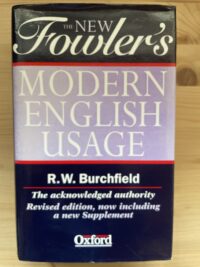 THE NEW
Fowler's
MODERN
ENGLISH
USAGE
R.W. Burchfield
The acknowledged authority
Revised edition, now including
a new Supplement
Oxford